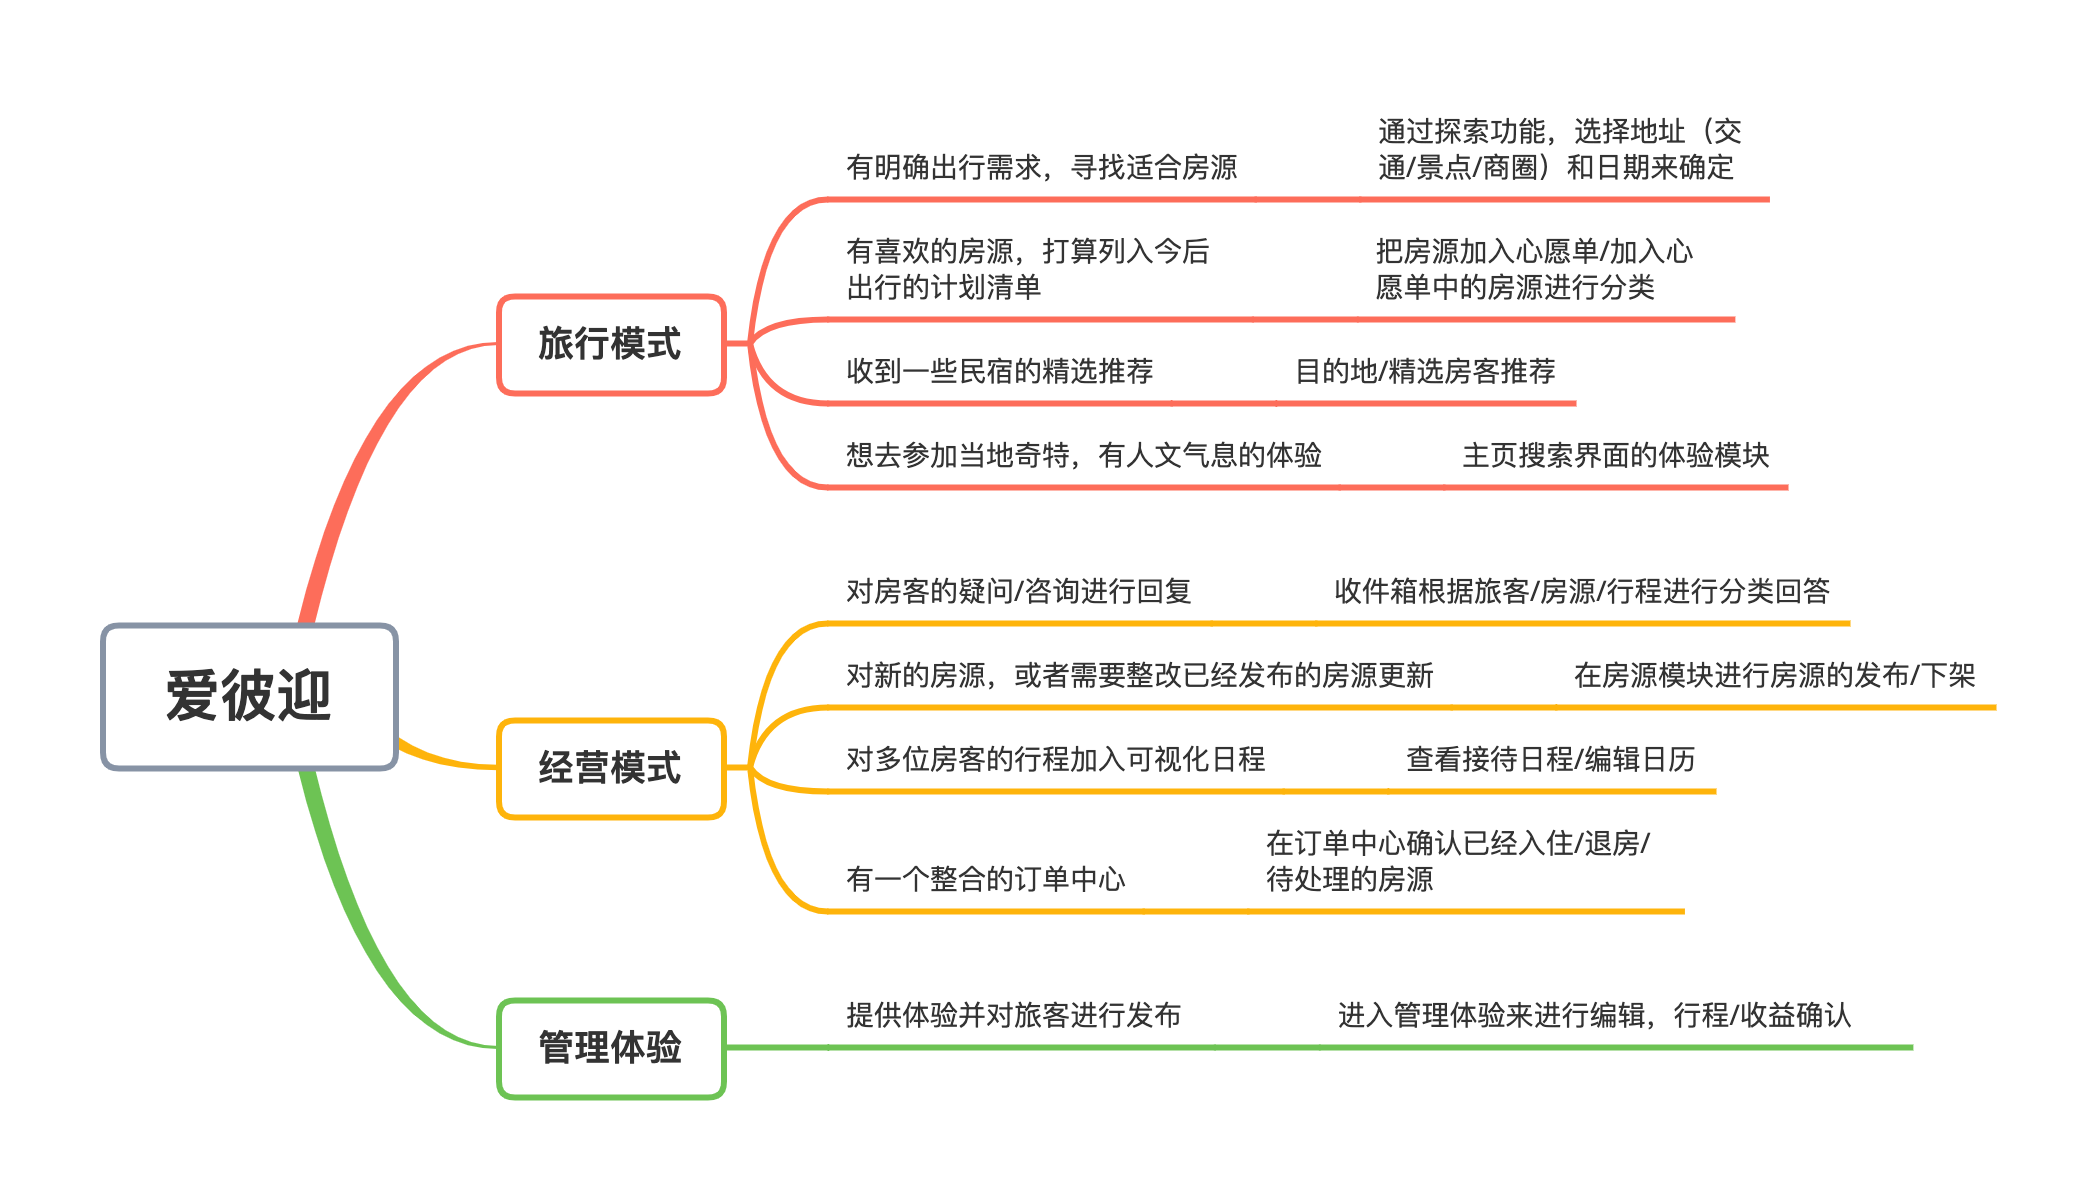 爱彼迎
旅行模式
有明确出行需求，寻找适合房源
通过探索功能，选择地址（交
通/景点/商圈）和日期来确定
有喜欢的房源，打算列入今后
出行的计划清单
把房源加入心愿单/加入心
愿单中的房源进行分类
收到一些民宿的精选推荐
目的地/精选房客推荐
想去参加当地奇特，有人文气息的体验
主页搜索界面的体验模块
经营模式
对房客的疑问/咨询进行回复
收件箱根据旅客/房源/行程进行分类回答
对新的房源，或者需要整改已经发布的房源更新
在房源模块进行房源的发布/下架
对多位房客的行程加入可视化日程
查看接待日程/编辑日历
有一个整合的订单中心
在订单中心确认已经入住/退房/
待处理的房源
管理体验
提供体验并对旅客进行发布
进入管理体验来进行编辑，行程/收益确认